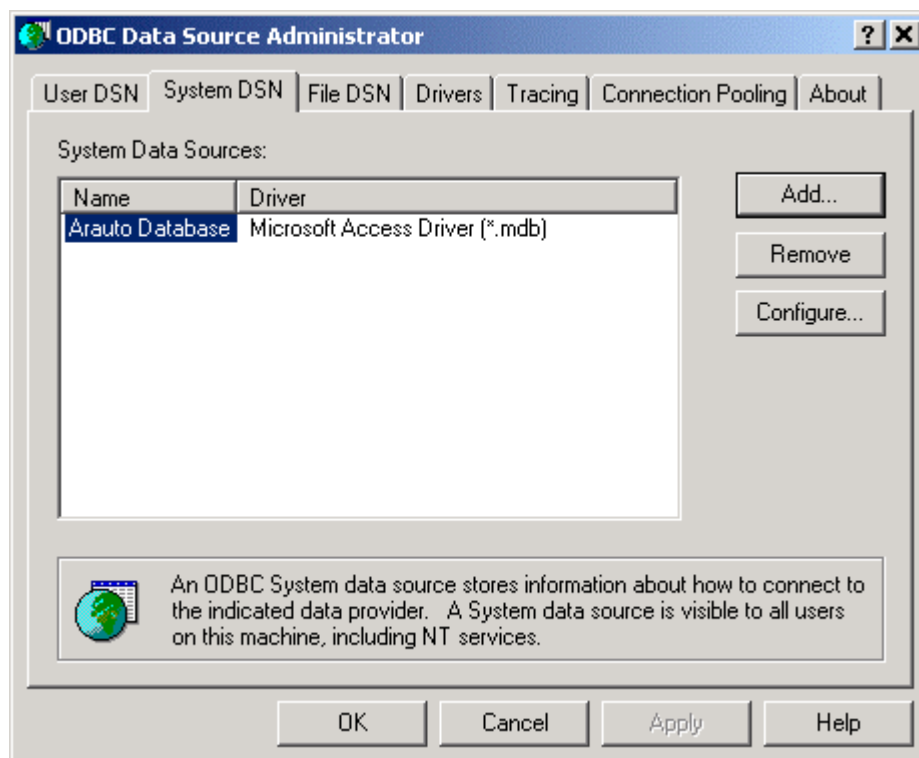 ODBC Data Source Administrator
User DSN System DSN File DSN Drivers Tracing Connection Pooling About
System Data Sources:
Name Driver
Arauto Database Microsoft Access Driver (*.mdb)
Add...
Remove
Configure...
An ODBC System data source stores information about how to connect to
the indicated data provider. A System data source is visible to all users
on this machine, including NT services.
OK Cancel Apply Help